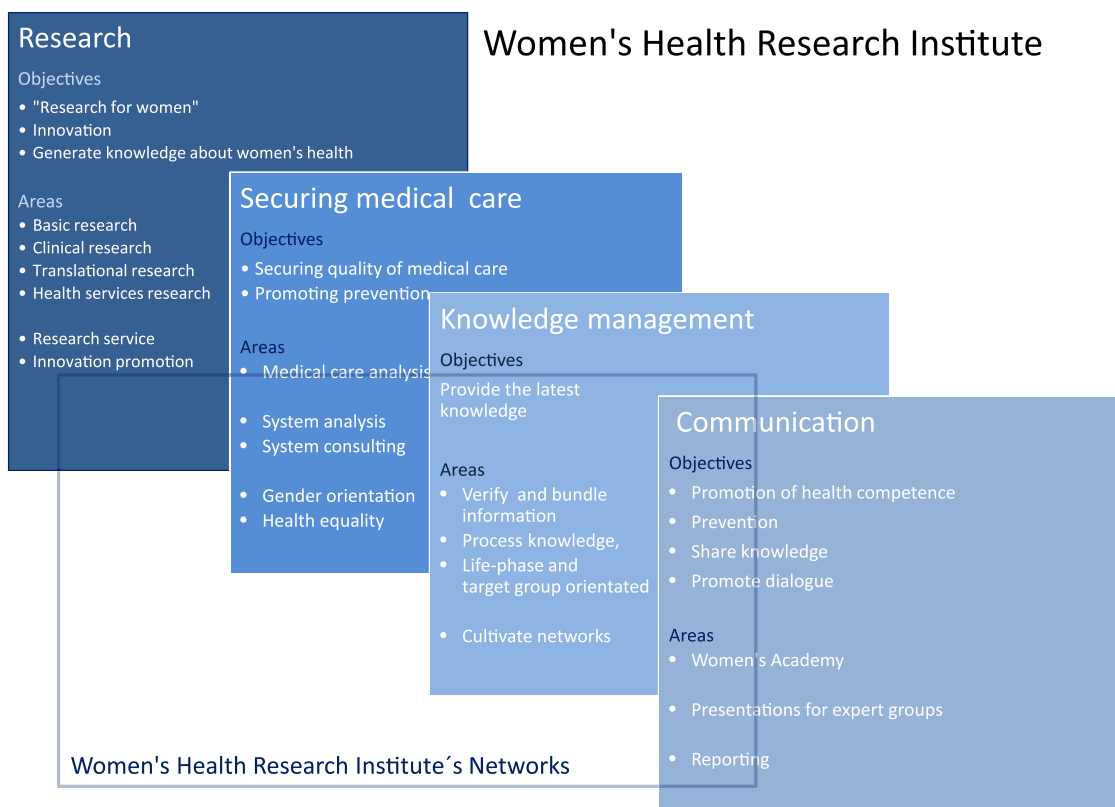 Women's Health Research Institute
Research
Objectives
• "Research for women"
• Innovation
• Generate knowledge about women's health
Areas
• Basic research
• Clinical research
• Translational research
• Health services research
• Research service
• Innovation promotion
Securing medical  care
Objectives
• Securing quality of medical care
• Promoting prevention
Areas
• Medical care analysis
• System analysis
• System consulting
• Gender orientation
• Health equality
Knowledge management
Objectives
Provide the latest
knowledge
Areas
• Verify  and bundle
information
• Process knowledge,
• Life-phase and
target group orientated
• Cultivate networks
Communication
Objectives
• Promotion of health competence
• Prevention
• Share knowledge
• Promote dialogue
Areas
• Women's Academy
• Presentations for expert groups
• Reporting
Women's Health Research Institute´s Networks